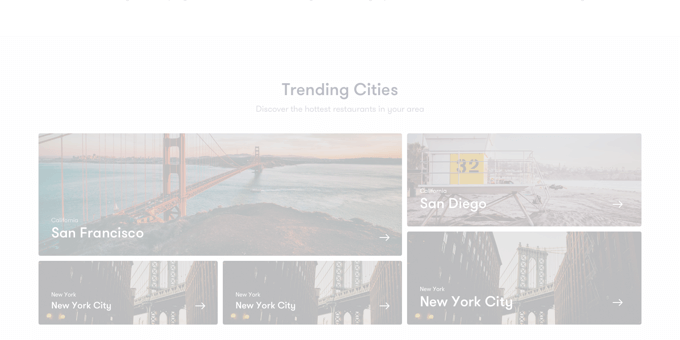 Trending Cities
Discover the hottest restaurants in your area
California
San Francisco
32
San Diego
New York
New York City
New York
New York City
New York
New York City